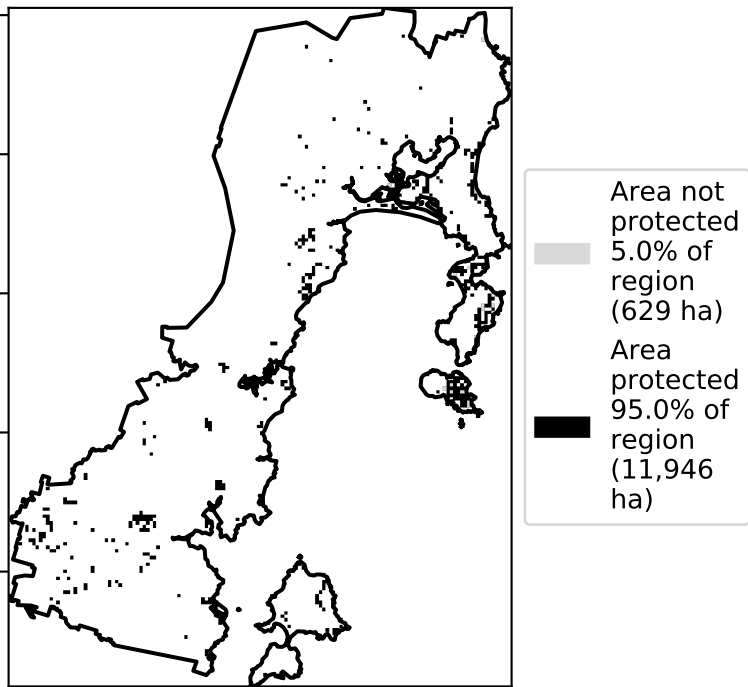 Area not
protected
5.0% of
region
(629 ha)
Area
protected
95.0% of
region
(11,946
ha)